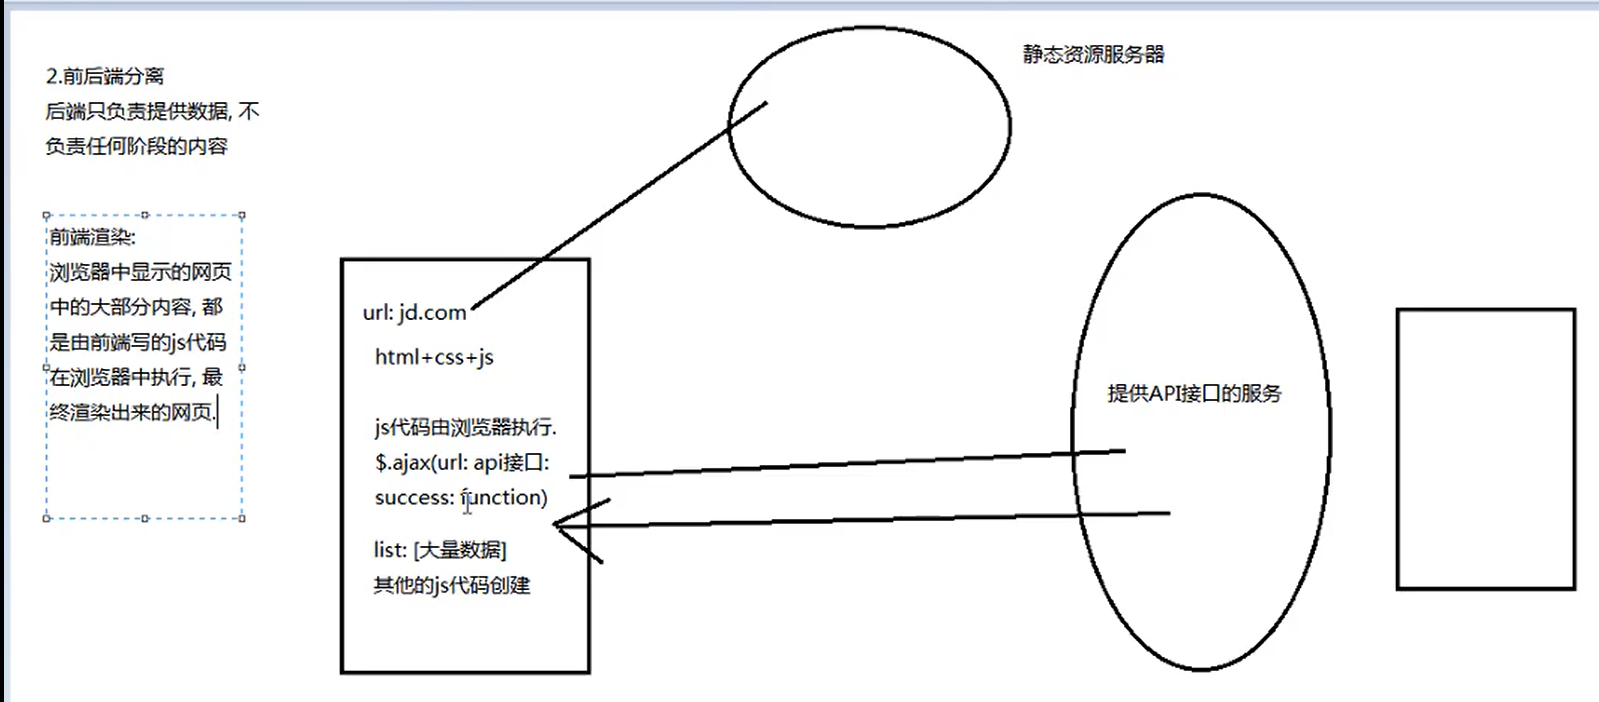 2.前后端分离
后端只负责提供数据, 不
负责任何阶段的内容
前端渲染:
浏览器中显示的网页
中的大部分内容, 都
是由前端写的js代码
在浏览器中执行, 最
终渲染出来的网页.
静态资源服务器
url: jd.com
html+css+js
js代码由浏览器执行.
$.ajax(url: api接口:
success: function)
list: [大量数据]
其他的js代码创建
提供API接口的服务